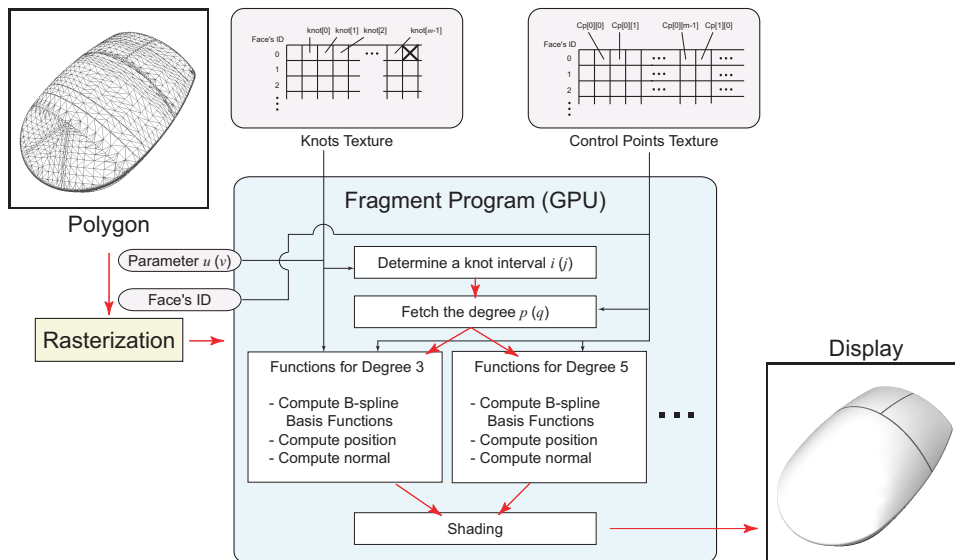 Face's ID
knot[0] knot[1] knot[2] knot[m-1]
0
1
2
Knots Texture
Face's ID
Cp[0][0] Cp[0][1] Cp[0][m-1] Cp[1][0]
0
1
2
Control Points Texture
Polygon
Fragment Program (GPU)
Parameter u (v)
Face's ID
Rasterization
Determine a knot interval i (j)
Fetch the degree p (q)
Functions for Degree 3
- Compute B-spline
Basis Functions
- Compute position
- Compute normal
Functions for Degree 5
- Compute B-spline
Basis Functions
- Compute position
- Compute normal
Shading
Display